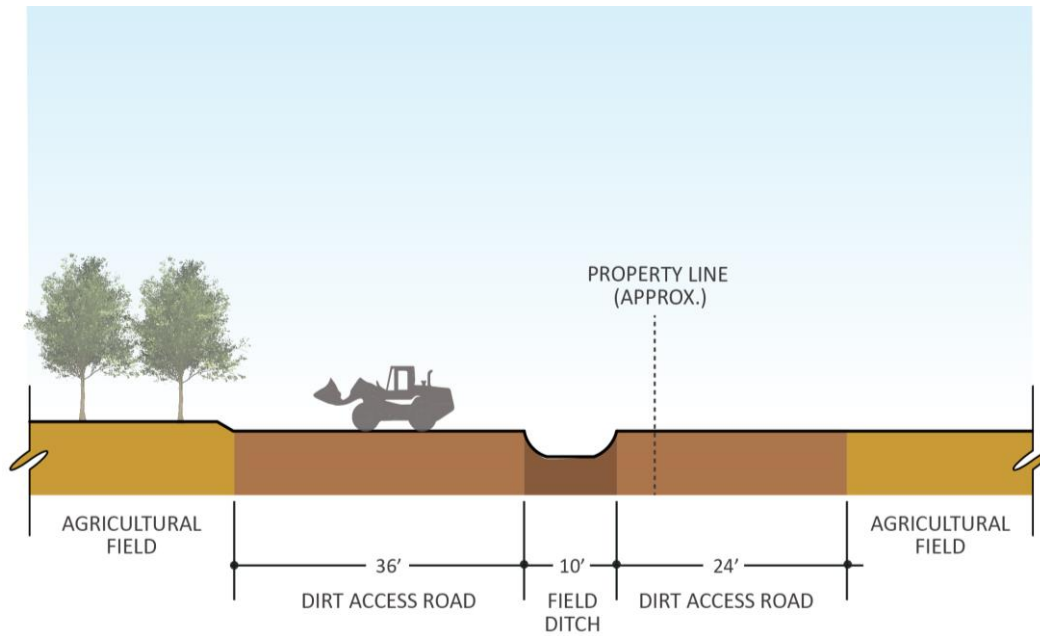 PROPERTY LINE
(APPROX.)
AGRICULTURAL
FIELD
AGRICULTURAL
FIELD
36’
10’
24’
DIRT ACCESS ROAD
FIELD
DITCH
DIRT ACCESS ROAD